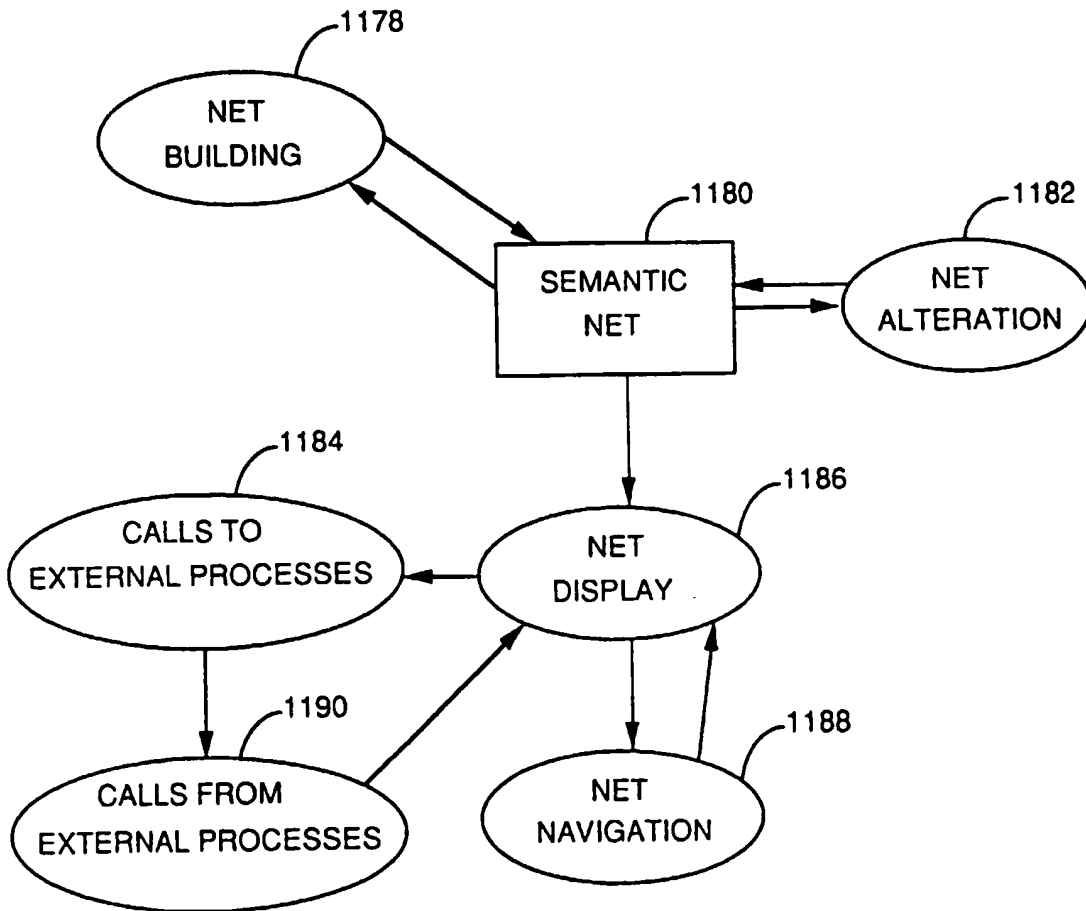 1178
NET
BUILDING
1180
SEMANTIC
NET
1182
NET
ALTERATION
1184
CALLS TO
EXTERNAL PROCESSES
1186
NET
DISPLAY
1190
CALLS FROM
EXTERNAL PROCESSES
1188
NET
NAVIGATION